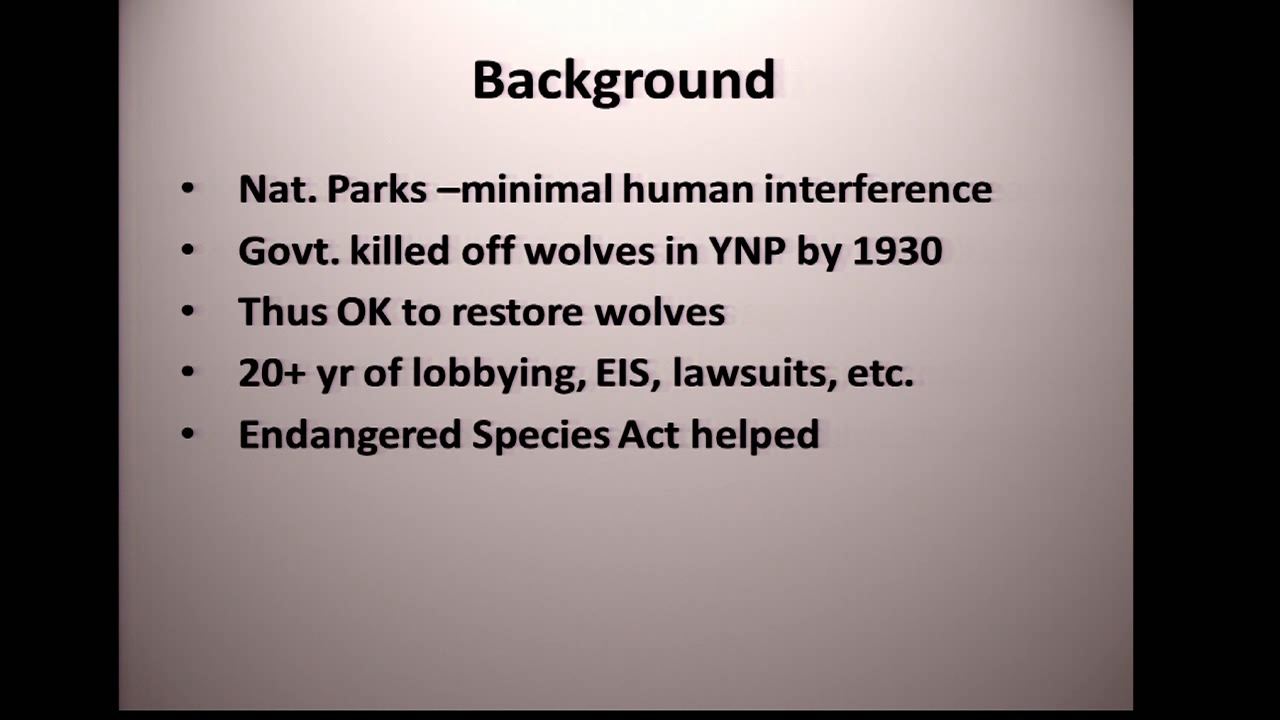 Background
• Nat. Parks –minimal human interference
• Govt. killed off wolves in YNP by 1930
• Thus OK to restore wolves
• 20+ yr of lobbying, EIS, lawsuits, etc.
• Endangered Species Act helped